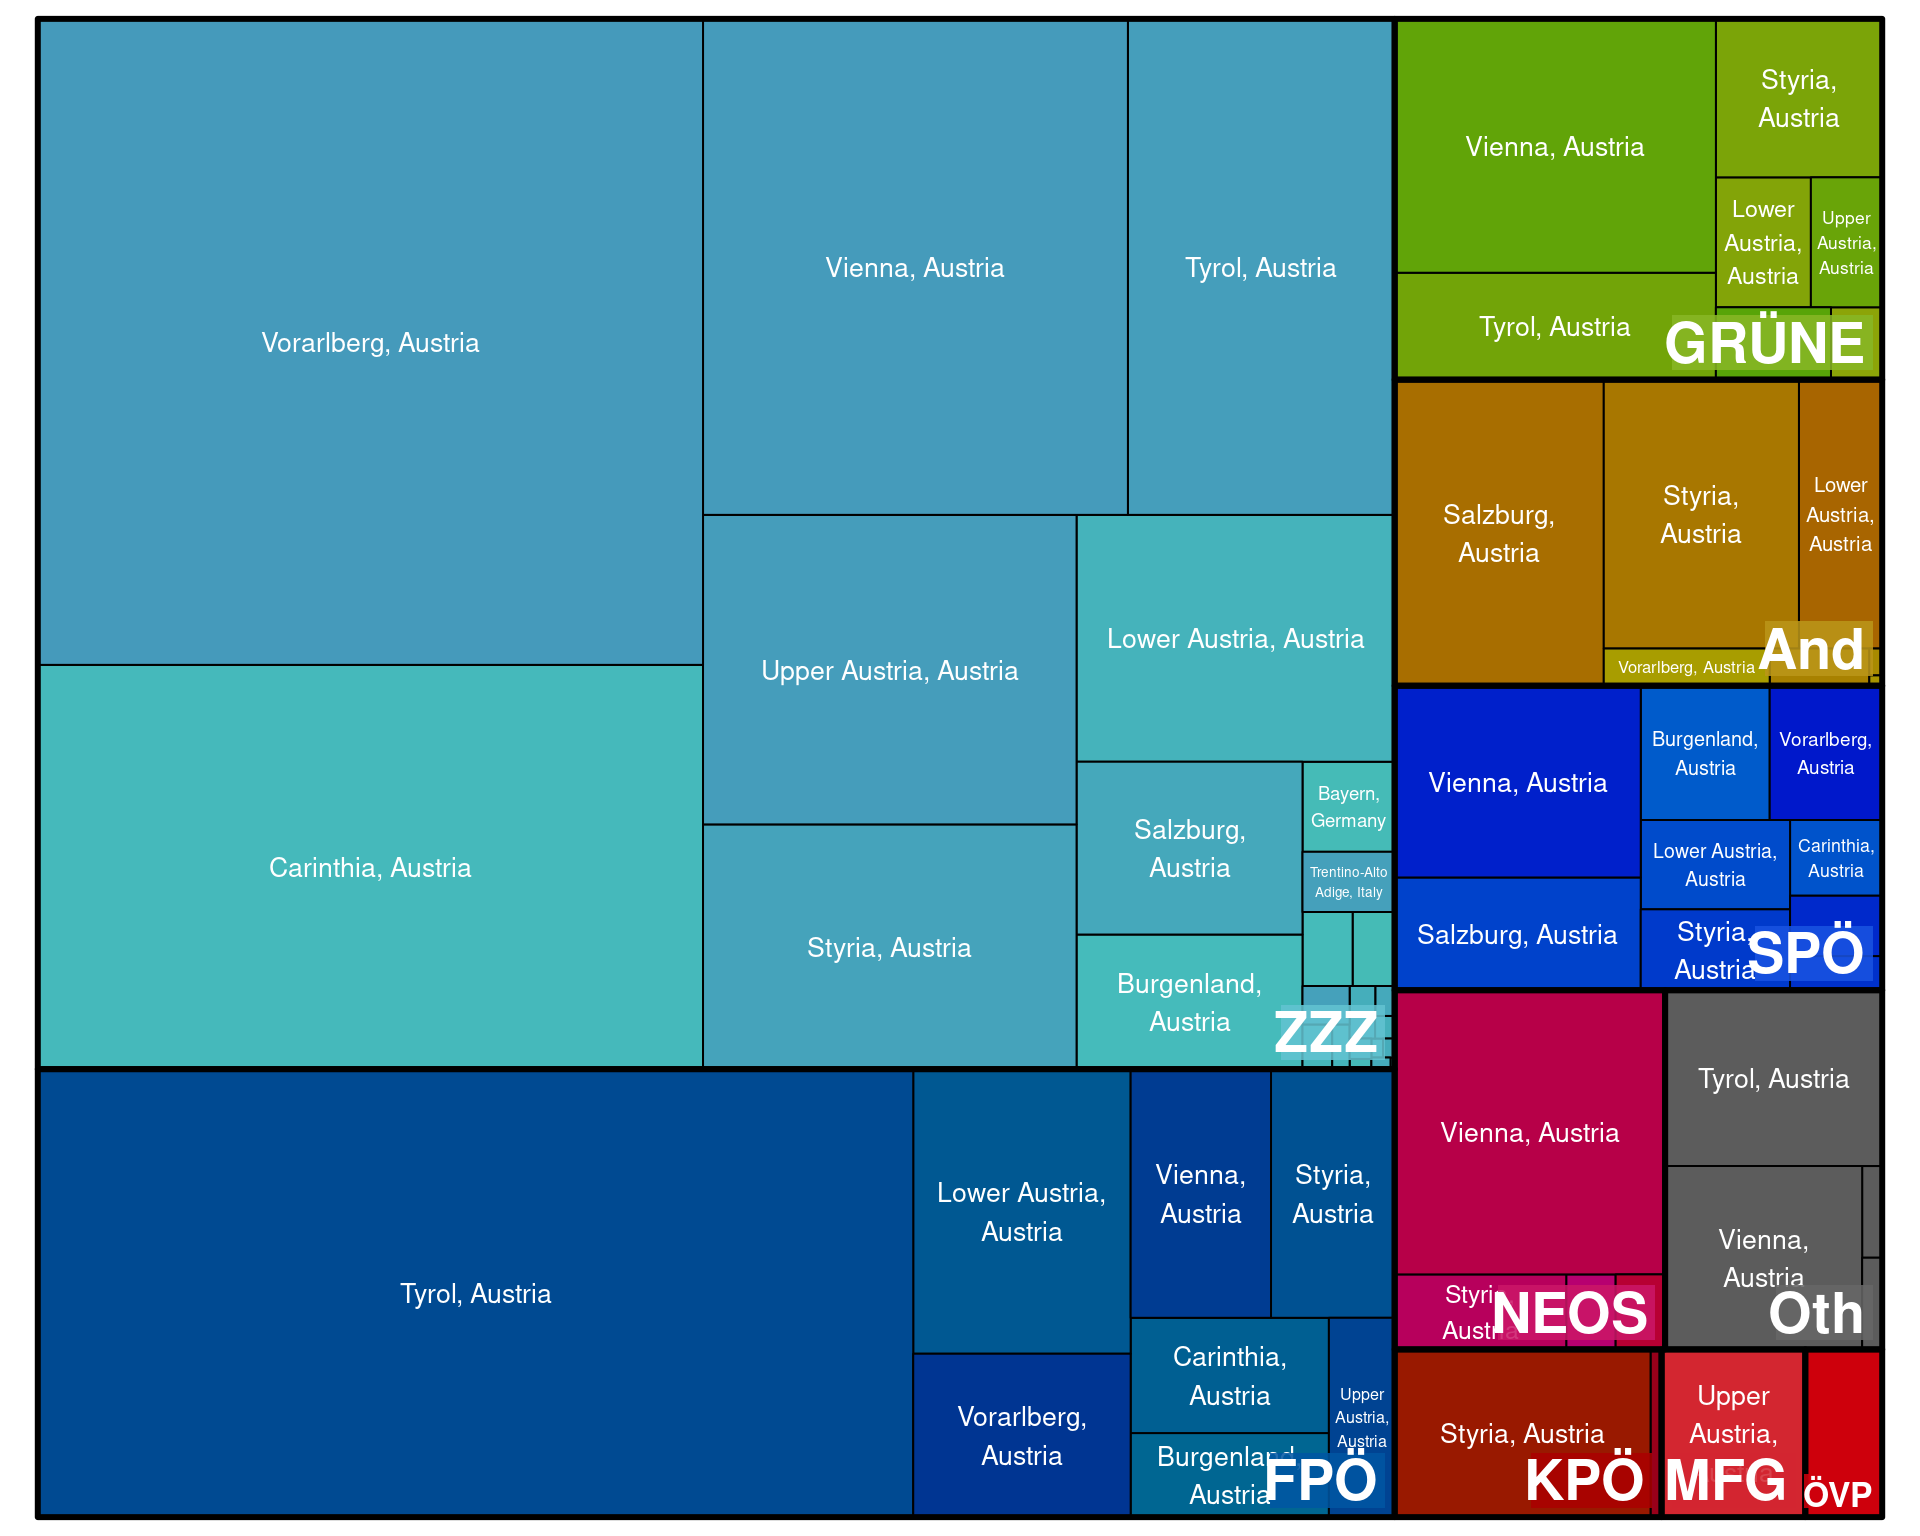 Vorarlberg, Austria
Vienna, Austria
Tyrol, Austria
Carinthia, Austria
Upper Austria, Austria
Lower Austria, Austria
Styria, Austria
Salzburg,
Austria
Burgenland,
Austria
Bayern,
Germany
Trentino-Alto
Adige, Italy
ZZZ
Tyrol, Austria
Lower Austria,
Austria
Vorarlberg,
Austria
Vienna,
Austria
Styria,
Austria
Carinthia,
Austria
Burgenland,
Austria
Upper
Austria,
Austria
FPÖ
Vienna, Austria
Tyrol, Austria
Styria,
Austria
Lower
Austria,
Austria
Upper
Austria,
Austria
GRÜNE
Salzburg,
Austria
Styria,
Austria
Lower
Austria,
Austria
Vorarlberg, Austria
And
Vienna, Austria
Salzburg, Austria
Burgenland,
Austria
Vorarlberg,
Austria
Lower Austria,
Austria
Carinthia,
Austria
Styria,
Austria
SPÖ
Vienna, Austria
Styria,
Austria
NEOS
Tyrol, Austria
Vienna,
Austria
Oth
Styria, Austria
KPÖ
Upper
Austria,
Austria
MFG
ÖVP